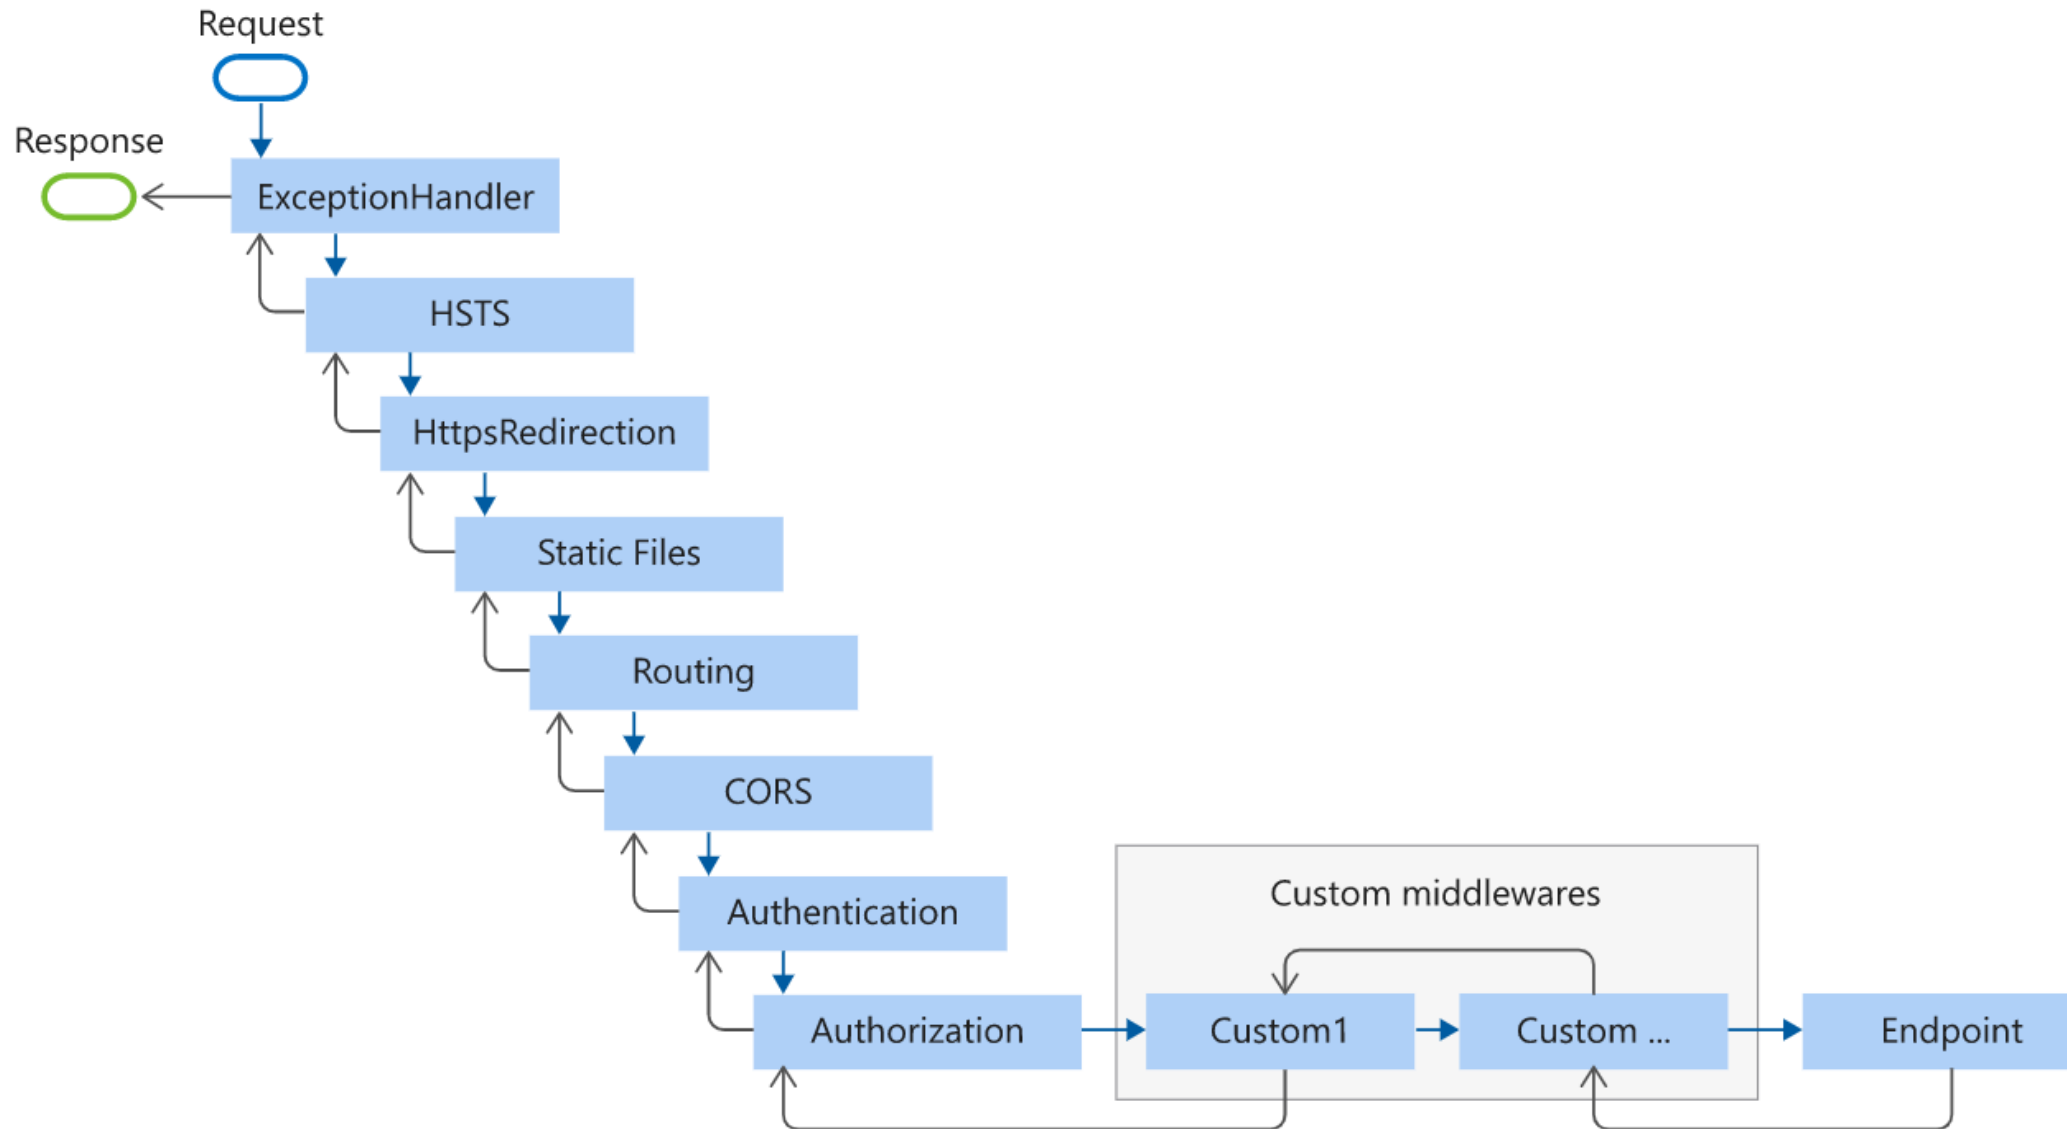 Request
Response
ExceptionHandler
HSTS
HttpsRedirection
Static Files
Routing
CORS
Authentication
Custom middlewares
Authorization
Custom1
Custom ...
Endpoint